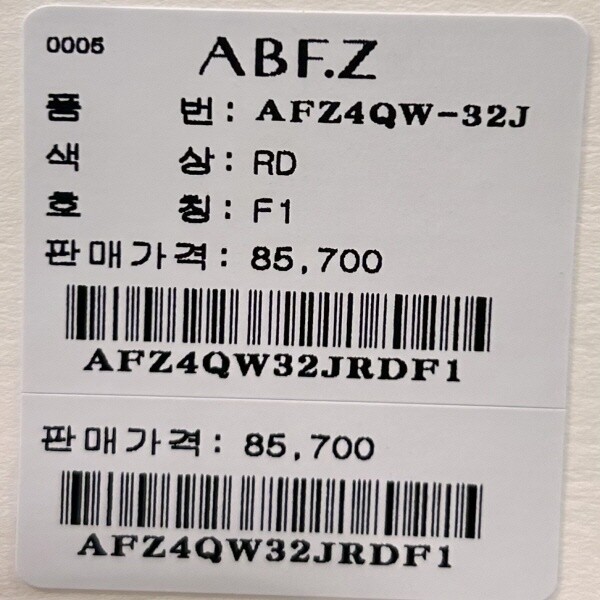 0005
ABF.Z
품 번: AFZ4QW-32J
색 상: RD
호 칭: F1
판매가격: 85,700
AFZ4QW32JRDF1
판매가격: 85,700
AFZ4QW32JRDF1